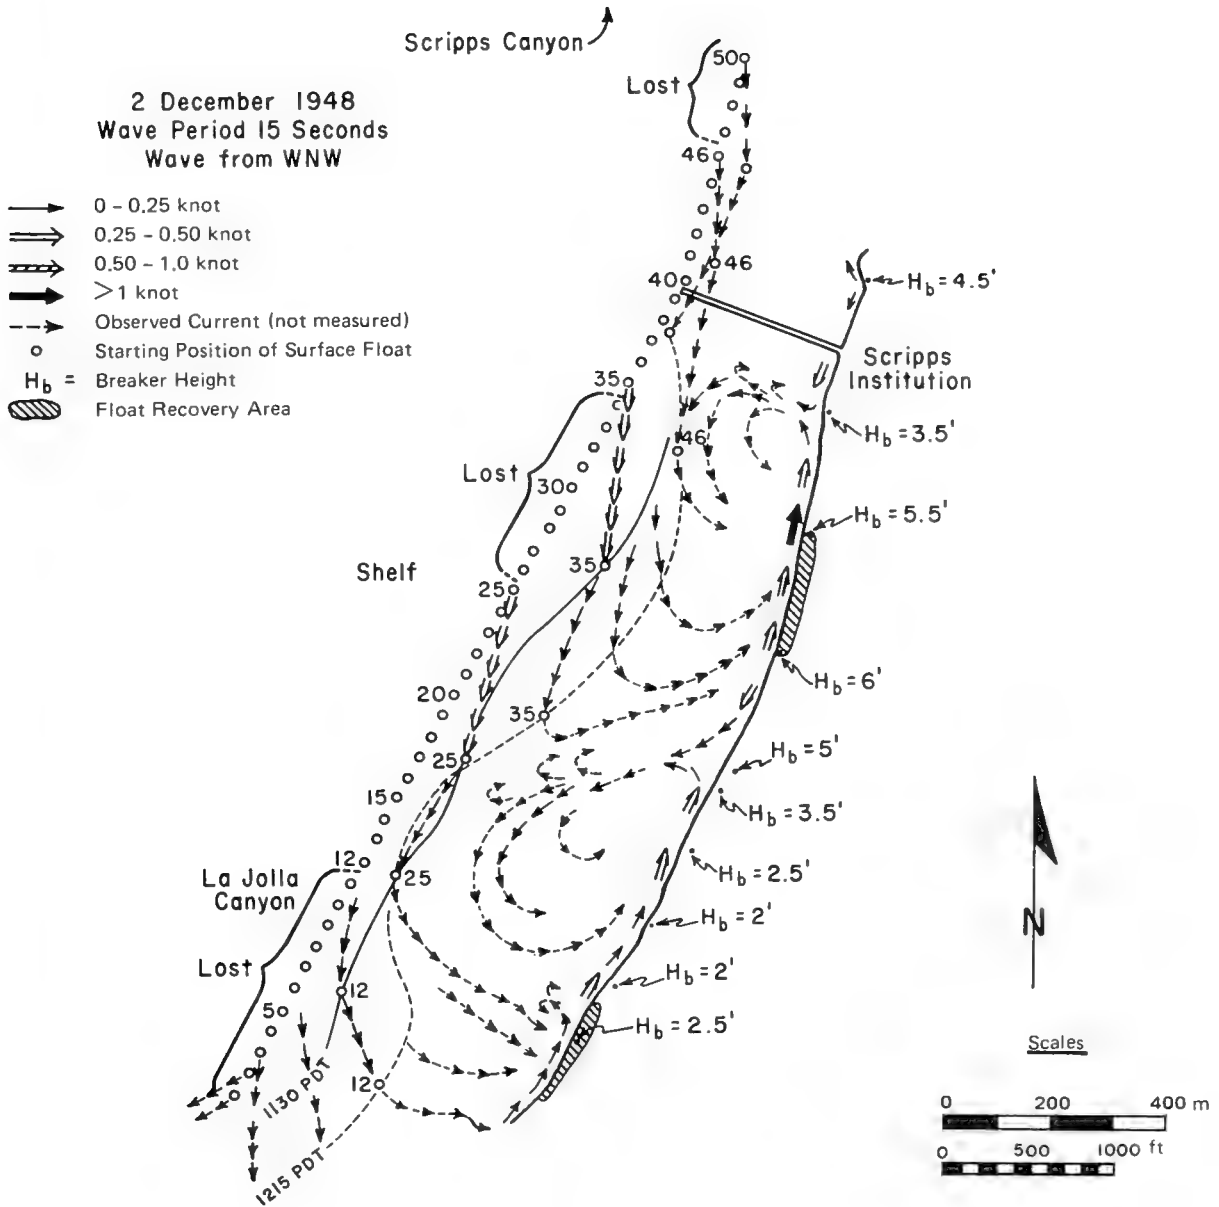 Scripps Canyon
50
Lost
2 December 1948
Wave Period 15 Seconds
Wave from WNW
46
0 - 0.25 knot
0.25 - 0.50 knot
0.50 - 1.0 knot
>1 knot
Observed Current (not measured)
Starting Position of Surface Float
Hb = Breaker Height
Float Recovery Area
46
40
Hb = 4.5'
Scripps
Institution
35
Hb = 3.5'
46
Lost
30
Hb = 5.5'
35
Shelf
25
Hb = 6'
20
35
Hb = 5'
25
15
Hb = 3.5'
12
25
Hb = 2.5'
La Jolla
Canyon
Hb = 2'
N
Lost
12
Hb = 2'
5
Hb = 2.5'
Scales
12
1130 PDT
0 200 400 m
0 500 1000 ft
1215 PDT